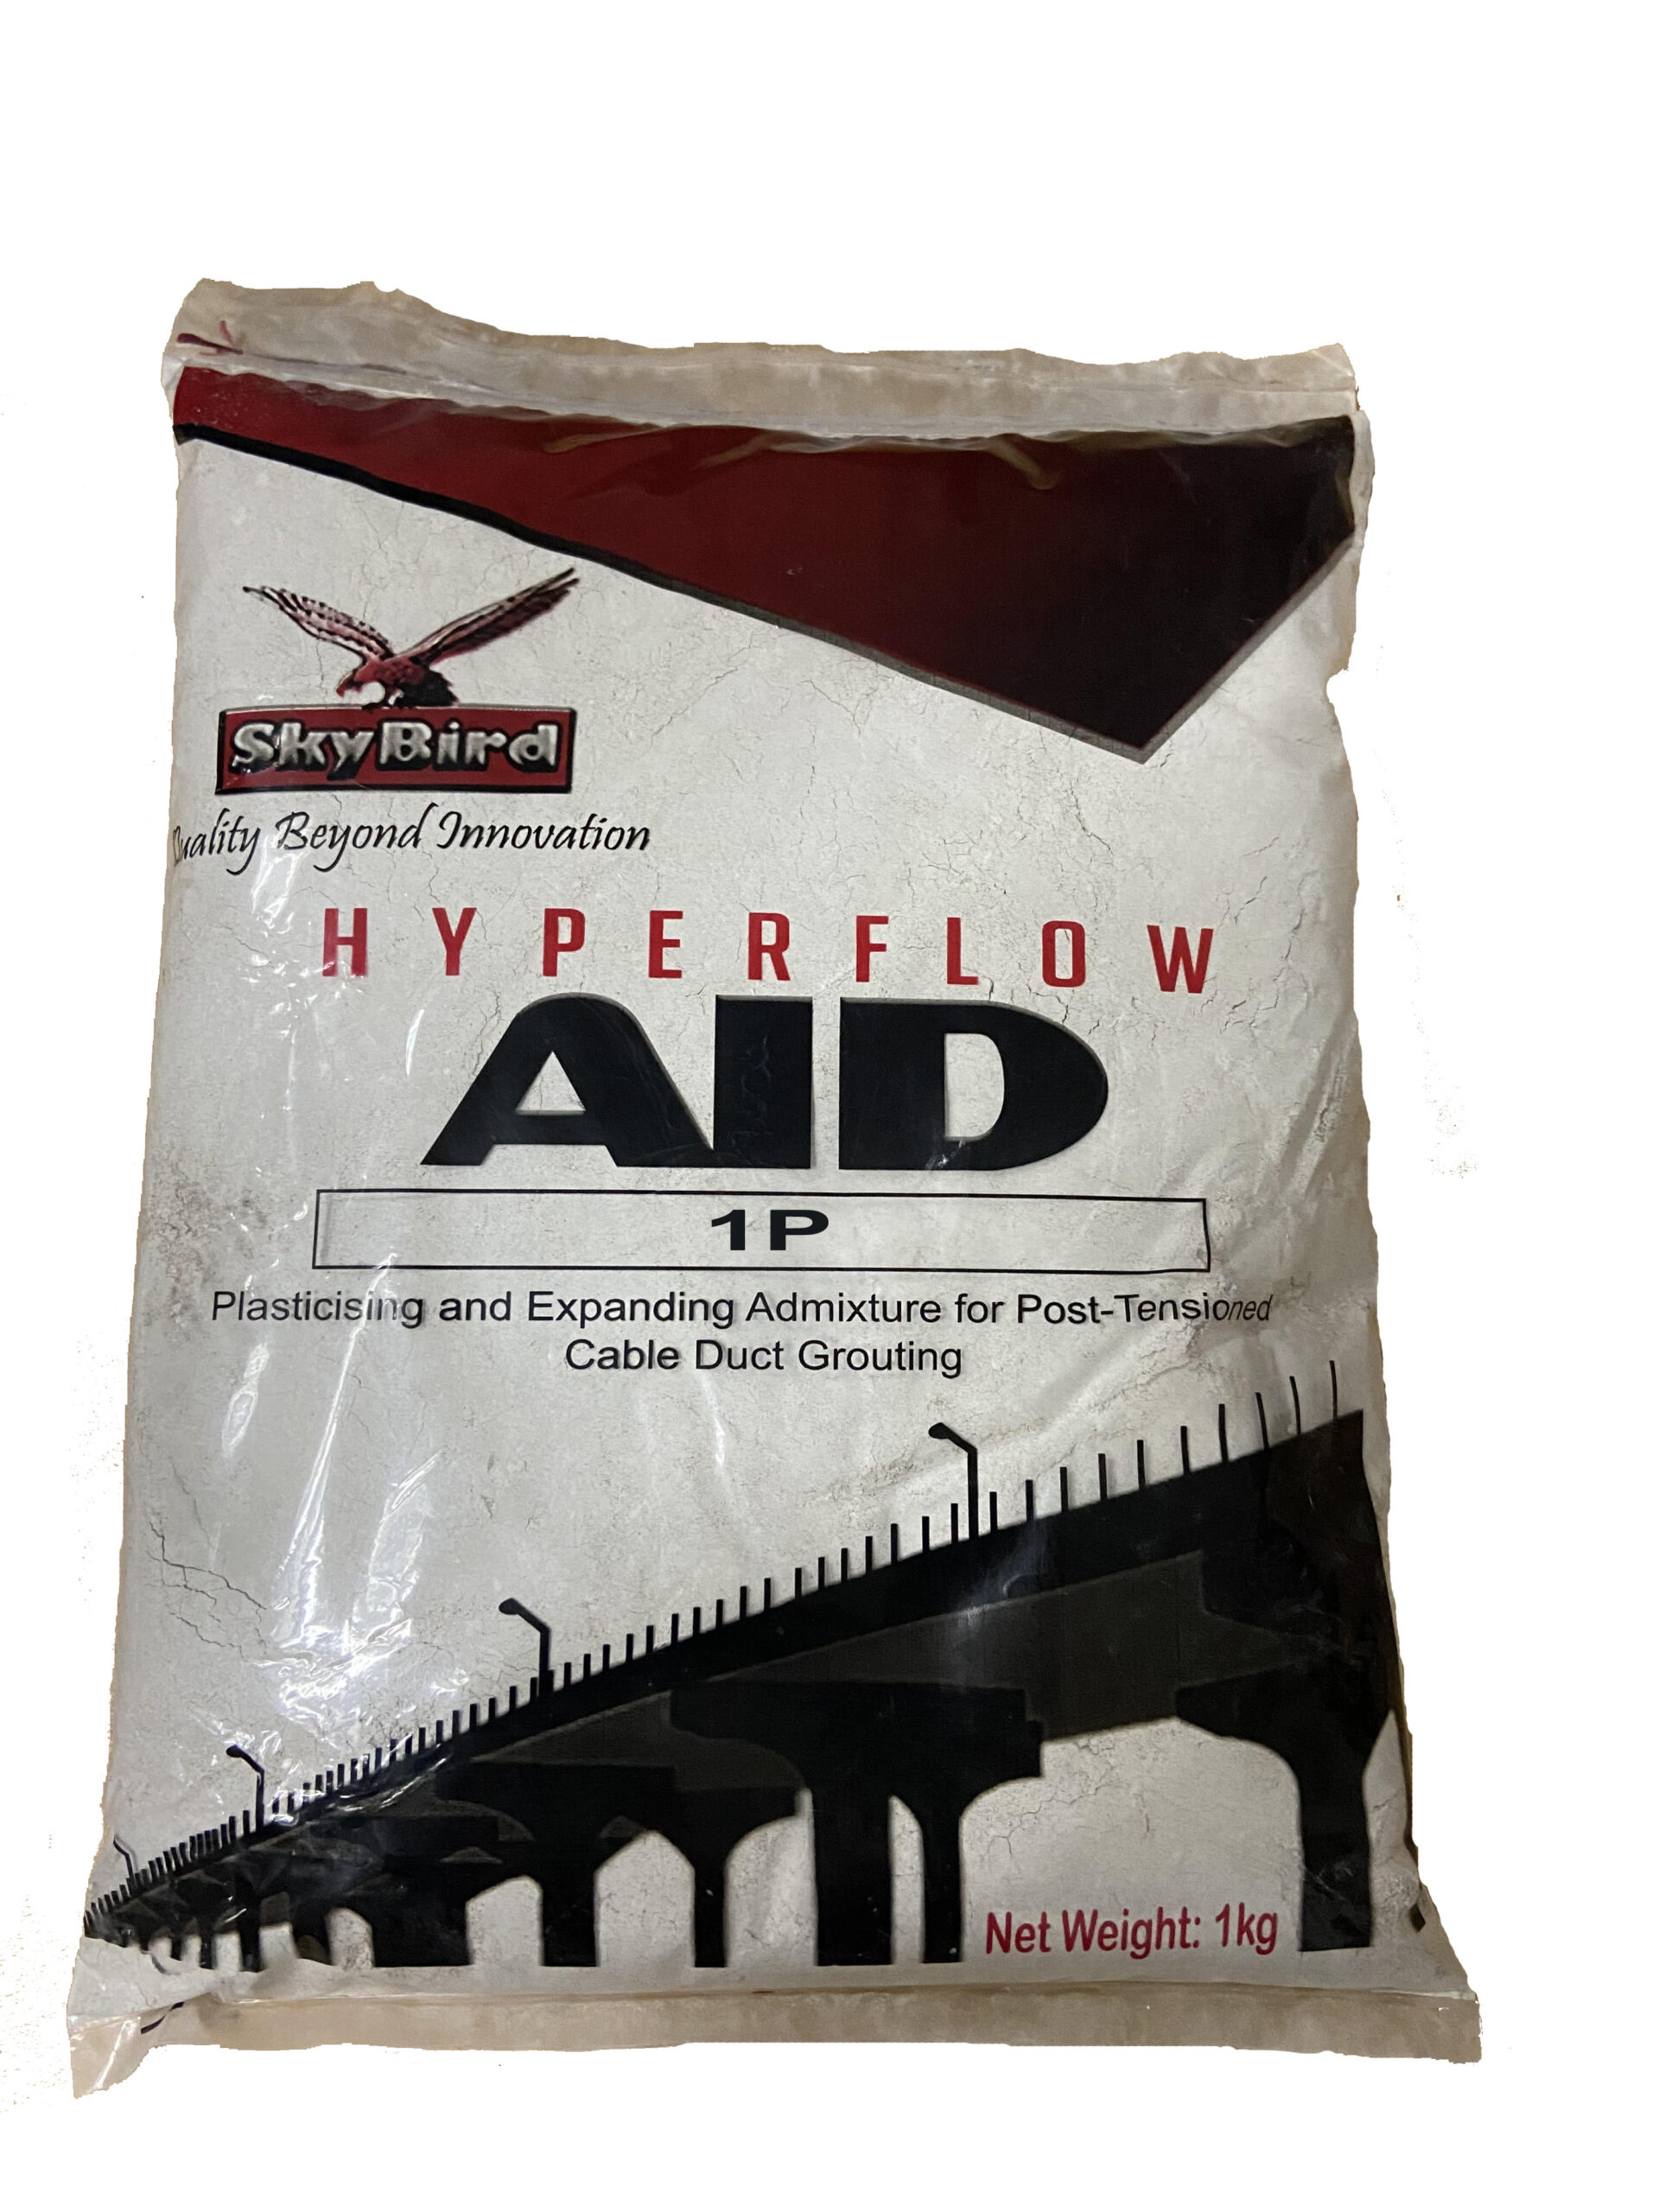 SkyBird
Quality Beyond Innovation
HYPERFLOW
AID
1P
Plasticising and Expanding Admixture for Post-Tensioned
Cable Duct Grouting
Net Weight: 1kg